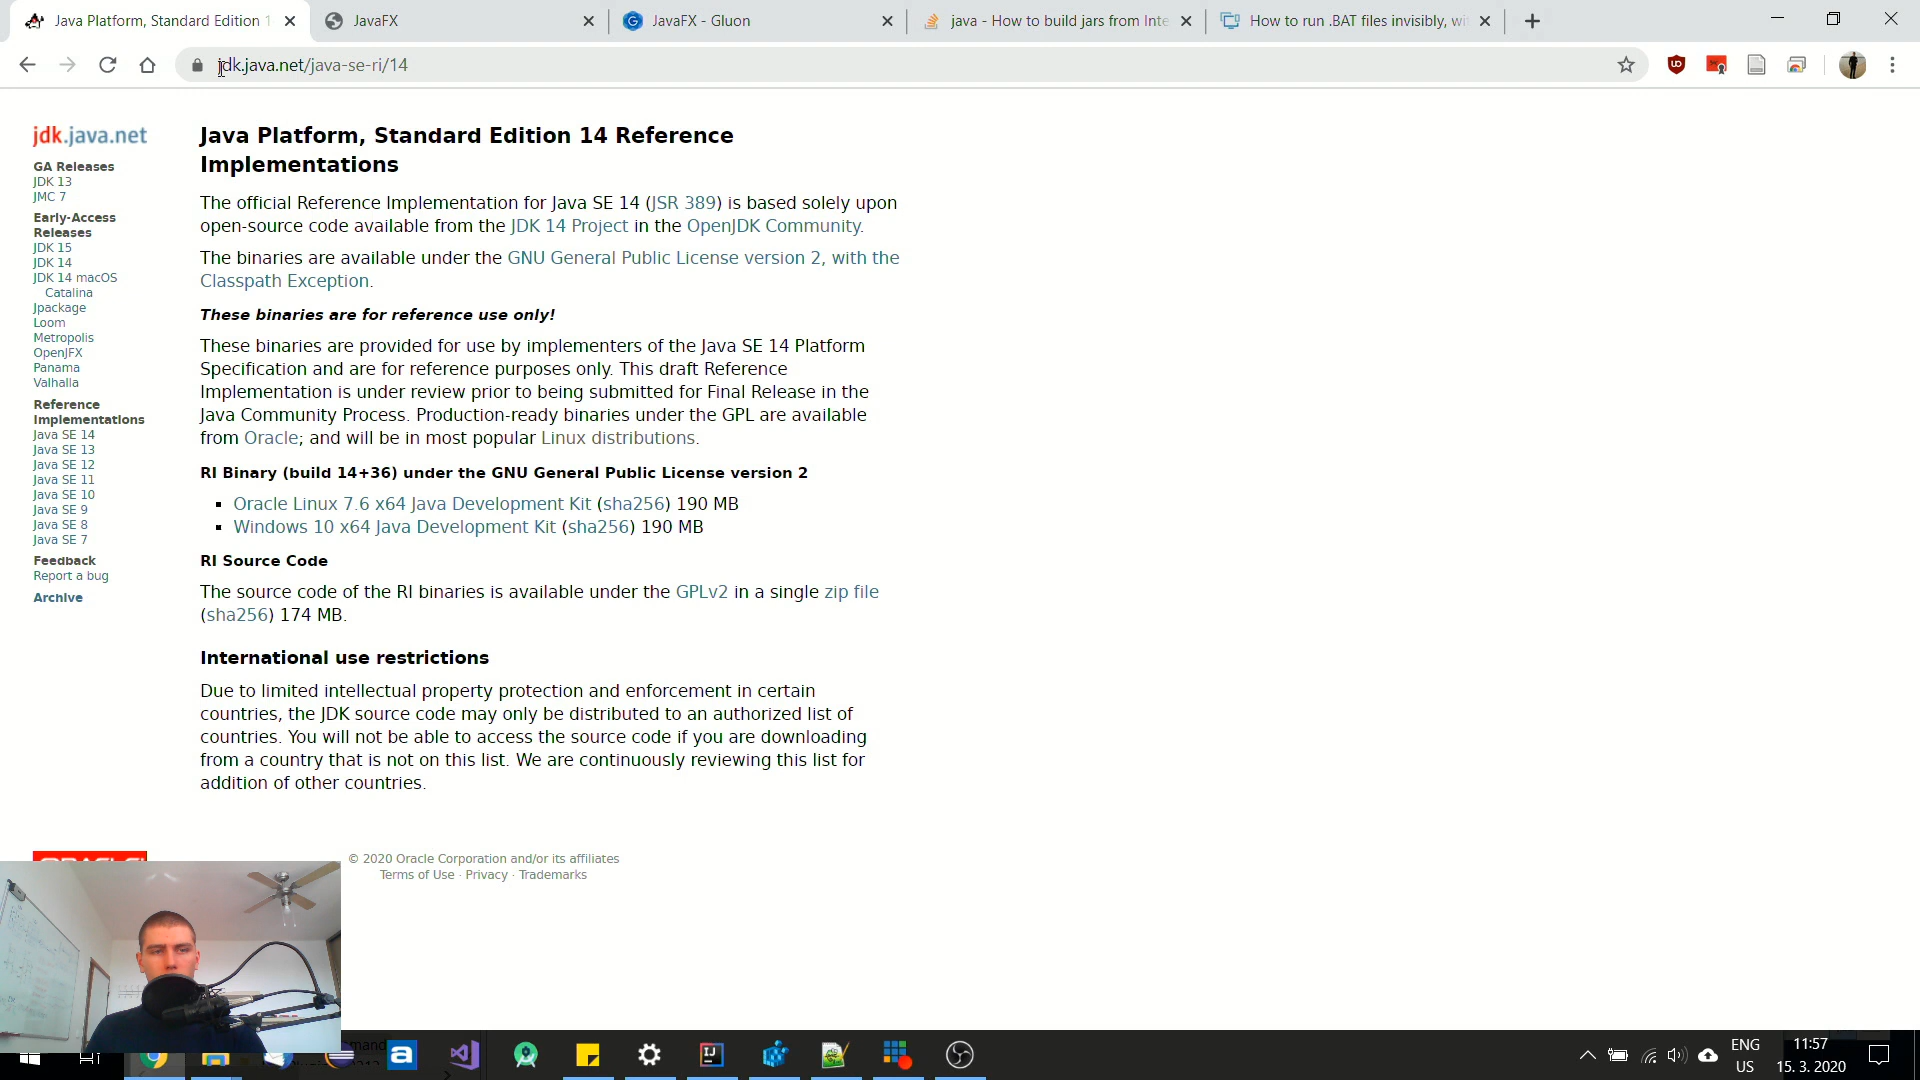 Java Platform, Standard Edition 1
JavaFX
JavaFX - Gluon
java - How to build jars from Inte
How to run .BAT files invisibly, wi
jdk.java.net/java-se-ri/14
jdk.java.net
GA Releases
JDK 13
JMC 7
Early-Access
Releases
JDK 15
JDK 14
JDK 14 macOS
Catalina
Jpackage
Loom
Metropolis
OpenJFX
Panama
Valhalla
Reference
Implementations
Java SE 14
Java SE 13
Java SE 12
Java SE 11
Java SE 10
Java SE 9
Java SE 8
Java SE 7
Feedback
Report a bug
Archive
Java Platform, Standard Edition 14 Reference
Implementations
The official Reference Implementation for Java SE 14 (JSR 389) is based solely upon
open-source code available from the JDK 14 Project in the OpenJDK Community.
The binaries are available under the GNU General Public License version 2, with the
Classpath Exception.
These binaries are for reference use only!
These binaries are provided for use by implementers of the Java SE 14 Platform
Specification and are for reference purposes only. This draft Reference
Implementation is under review prior to being submitted for Final Release in the
Java Community Process. Production-ready binaries under the GPL are available
from Oracle; and will be in most popular Linux distributions.
RI Binary (build 14+36) under the GNU General Public License version 2
Oracle Linux 7.6 x64 Java Development Kit (sha256) 190 MB
Windows 10 x64 Java Development Kit (sha256) 190 MB
RI Source Code
The source code of the RI binaries is available under the GPLv2 in a single zip file
(sha256) 174 MB.
International use restrictions
Due to limited intellectual property protection and enforcement in certain
countries, the JDK source code may only be distributed to an authorized list of
countries. You will not be able to access the source code if you are downloading
from a country that is not on this list. We are continuously reviewing this list for
addition of other countries.
ORACLE
© 2020 Oracle Corporation and/or its affiliates
Terms of Use · Privacy · Trademarks
ENG
US
11:57
15. 3. 2020